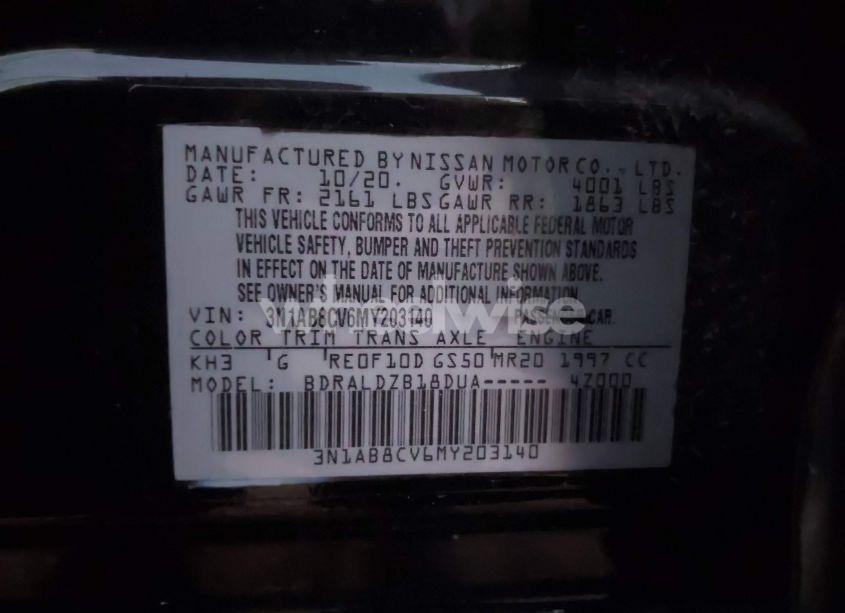 MANUFACTURED BY NISSAN MOTOR CO., LTD.
DATE: 10/20. GVWR: 4001 LBS
GAWR FR: 2161 LBS GAWR RR: 1863 LBS
THIS VEHICLE CONFORMS TO ALL APPLICABLE FEDERAL MOTOR
VEHICLE SAFETY, BUMPER AND THEFT PREVENTION STANDARDS
IN EFFECT ON THE DATE OF MANUFACTURE SHOWN ABOVE.
SEE OWNER'S MANUAL FOR ADDITIONAL INFORMATION.
VIN: 3N1AB8CV6MY203140 PASSENGER CAR
COLOR TRIM TRANS AXLE ENGINE
KH3 G RE0F10D GS50 MR20 1997 CC
MODEL: BDRALDZB18DUA----- 4Z000
3N1AB8CV6MY203140